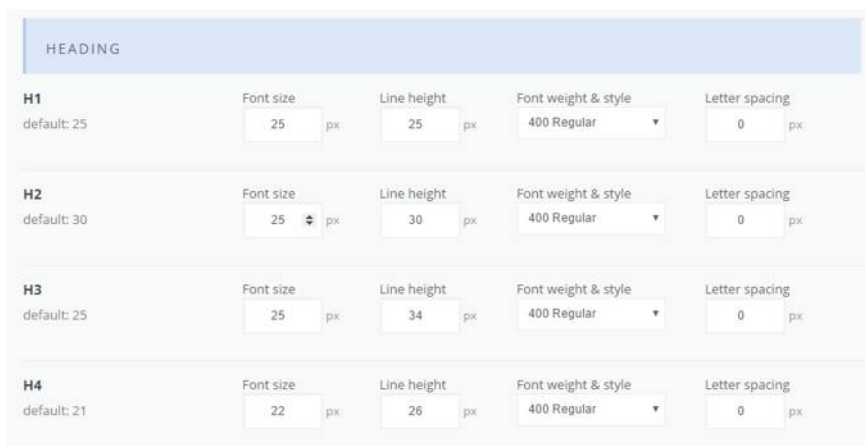 HEADING
H1 Font size Line height Font weight & style Letter spacing
default: 25 25 px 25 px 400 Regular 0 px
H2 Font size Line height Font weight & style Letter spacing
default: 30 25 px 30 px 400 Regular 0 px
H3 Font size Line height Font weight & style Letter spacing
default: 25 25 px 34 px 400 Regular 0 px
H4 Font size Line height Font weight & style Letter spacing
default: 21 22 px 26 px 400 Regular 0 px